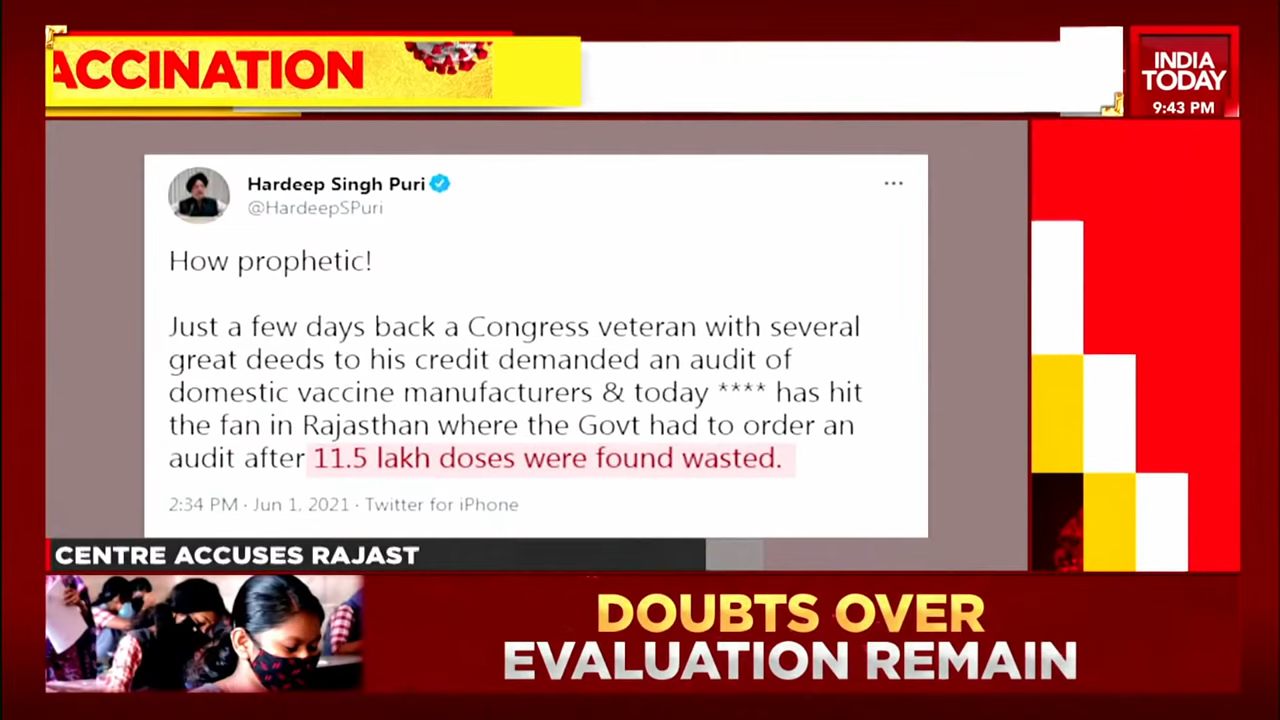 ACCINATION
INDIA
TODAY
9:43 PM
Hardeep Singh Puri
@HardeepSPuri
How prophetic!
Just a few days back a Congress veteran with several
great deeds to his credit demanded an audit of
domestic vaccine manufacturers & today **** has hit
the fan in Rajasthan where the Govt had to order an
audit after 11.5 lakh doses were found wasted.
2:34 PM · Jun 1, 2021 · Twitter for iPhone
CENTRE ACCUSES RAJAST
DOUBTS OVER
EVALUATION REMAIN